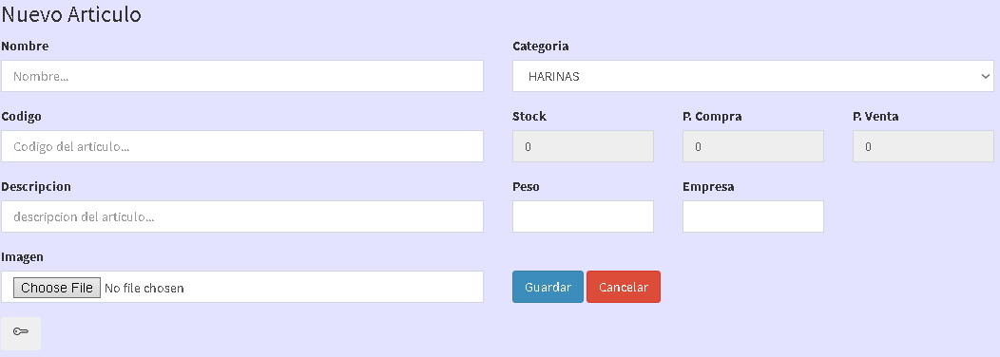 Nuevo Articulo
Nombre
Categoria
Nombre...
HARINAS
Codigo
Stock
P. Compra
P. Venta
Codigo del articulo...
0
0
0
Descripcion
Peso
Empresa
descripcion del articulo...
Imagen
Choose File No file chosen
Guardar
Cancelar